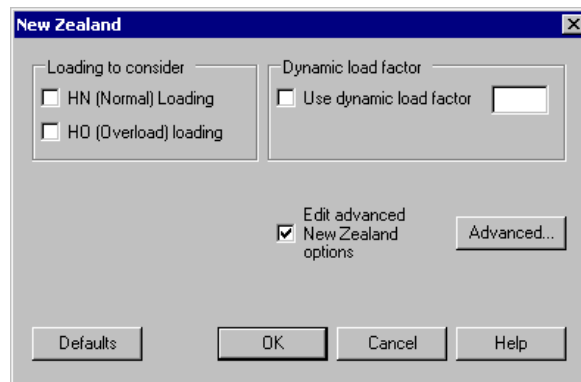 New Zealand
Loading to consider
HN (Normal) Loading
HO (Overload) loading
Dynamic load factor
Use dynamic load factor
Edit advanced
New Zealand
options
Advanced...
Defaults
OK
Cancel
Help